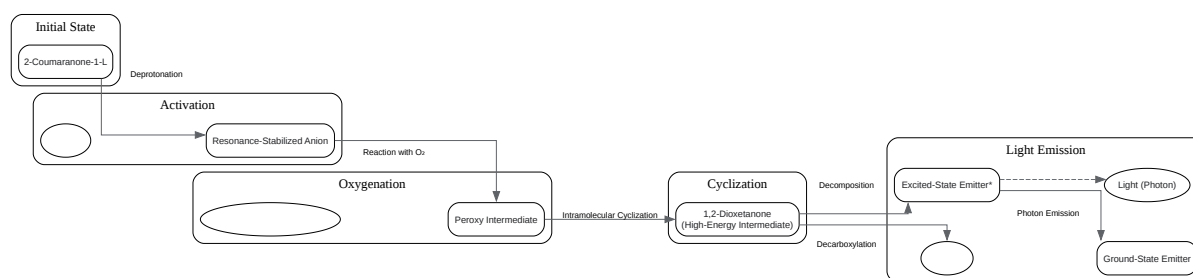 Initial State
2-Coumaranone-1-L
Deprotonation
Activation
Resonance-Stabilized Anion
Reaction with O₂
Oxygenation
Peroxy Intermediate
Intramolecular Cyclization
Cyclization
1,2-Dioxetanone
(High-Energy Intermediate)
Decomposition
Decarboxylation
Light Emission
Excited-State Emitter*
Light (Photon)
Photon Emission
Ground-State Emitter